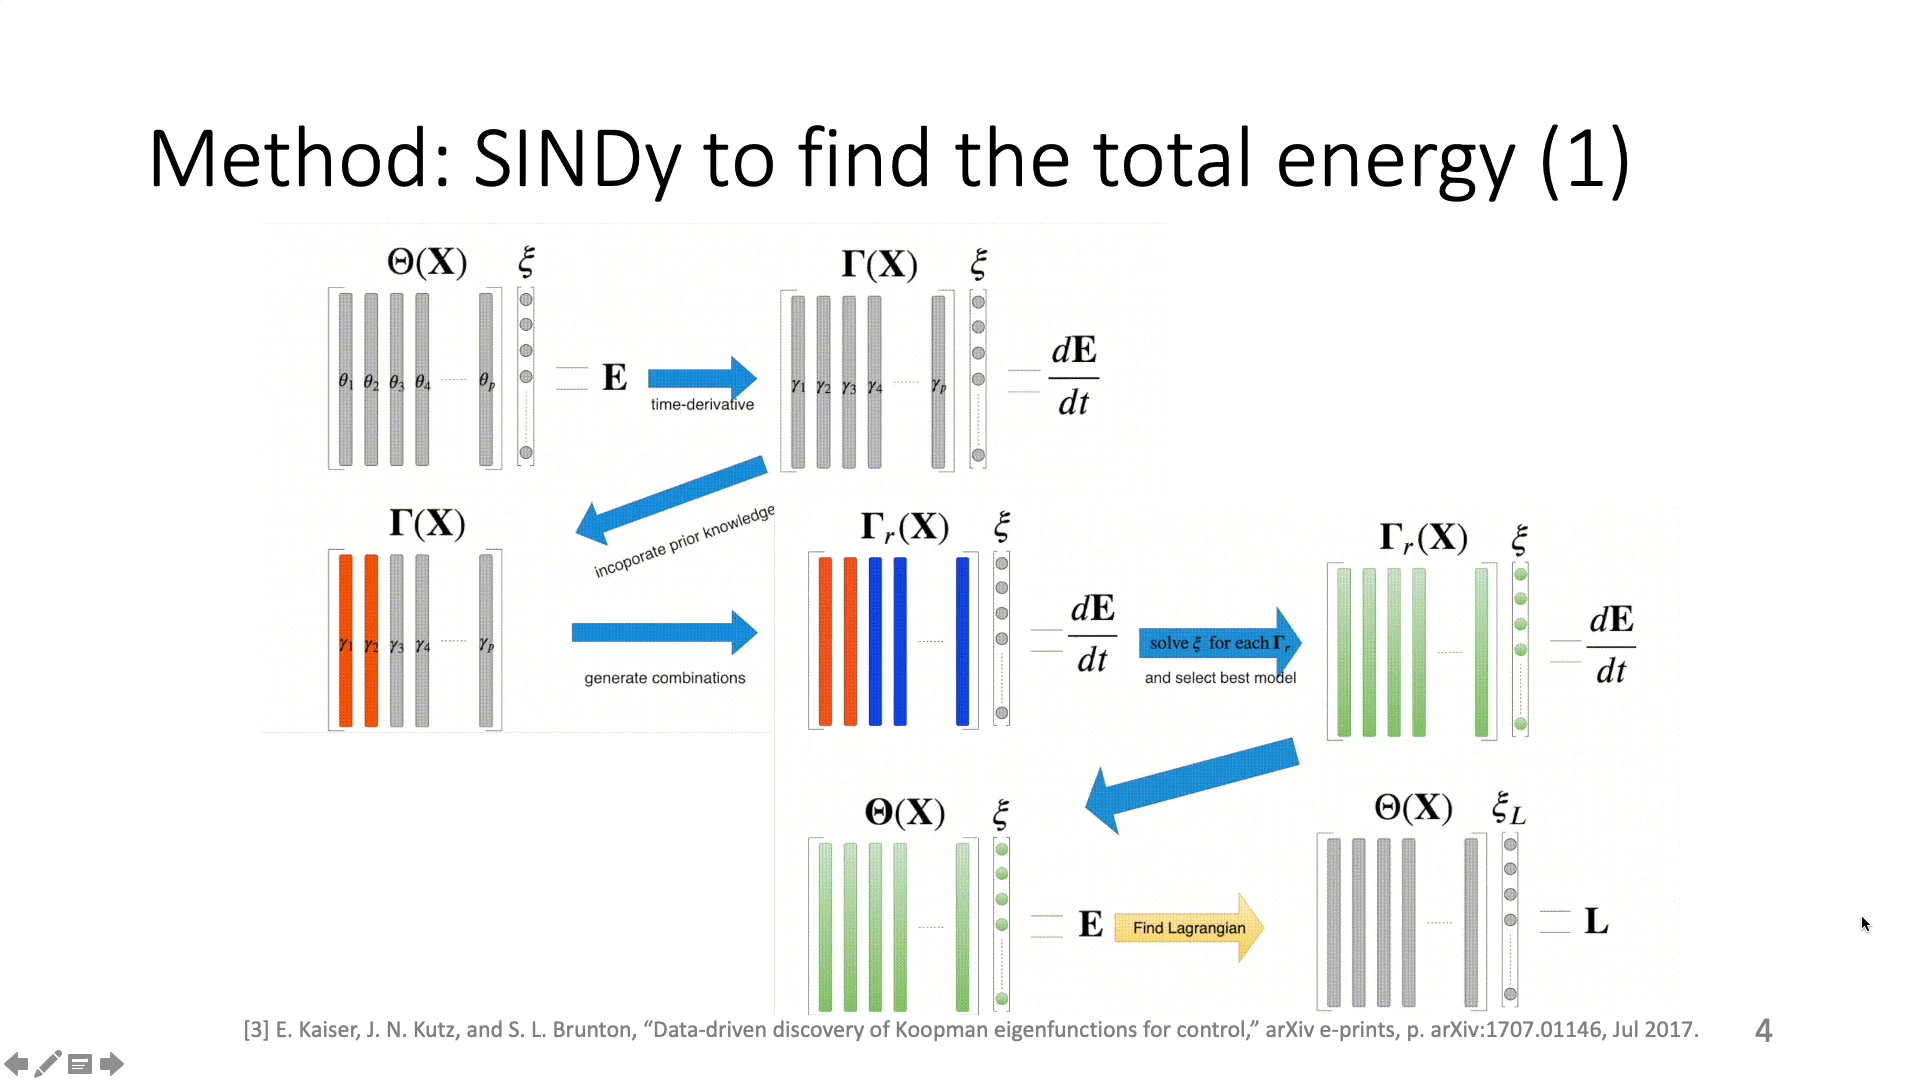 Method: SINDy to find the total energy (1)
Θ(X) ξ
θ1 θ2 θ3 θ4 ........ θp
= E
time-derivative
Γ(X) ξ
γ1 γ2 γ3 γ4 ........ γp
= dE/dt
incoporate prior knowledge
Γ(X)
γ1 γ2 γ3 γ4 ........ γp
generate combinations
Γr(X) ξ
= dE/dt
solve ξ for each Γr
and select best model
Γr(X) ξ
= dE/dt
Θ(X) ξ
= E
Find Lagrangian
Θ(X) ξL
= L
[3] E. Kaiser, J. N. Kutz, and S. L. Brunton, “Data-driven discovery of Koopman eigenfunctions for control,” arXiv e-prints, p. arXiv:1707.01146, Jul 2017.
4